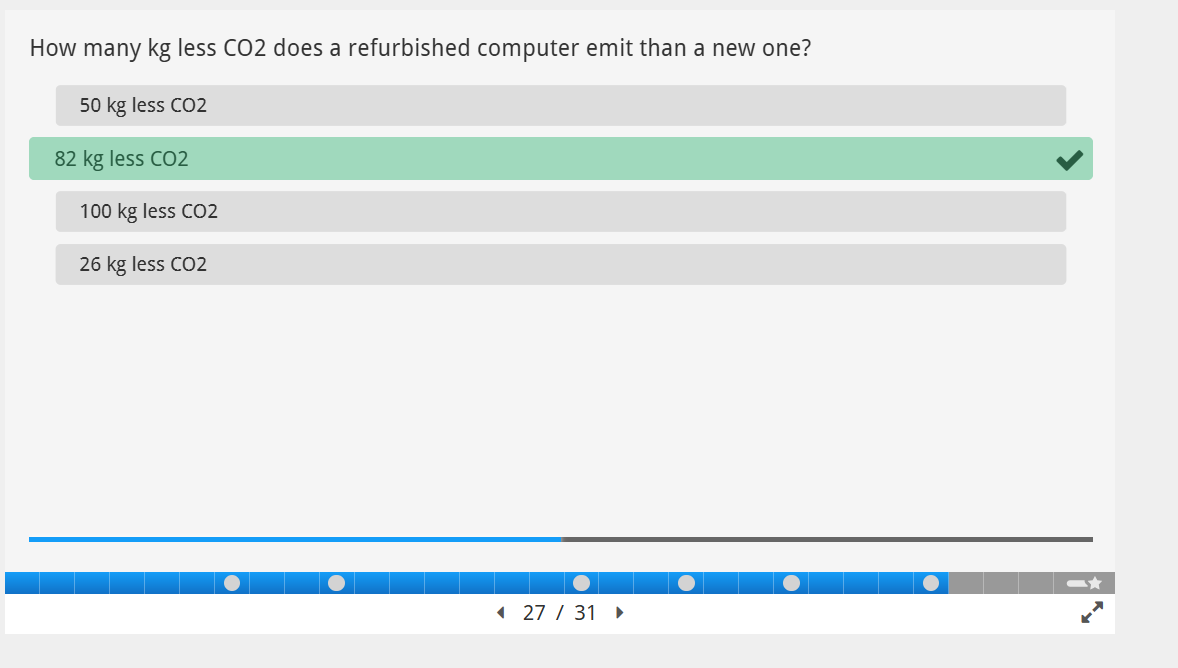 How many kg less CO2 does a refurbished computer emit than a new one?
50 kg less CO2
82 kg less CO2
100 kg less CO2
26 kg less CO2
27 / 31